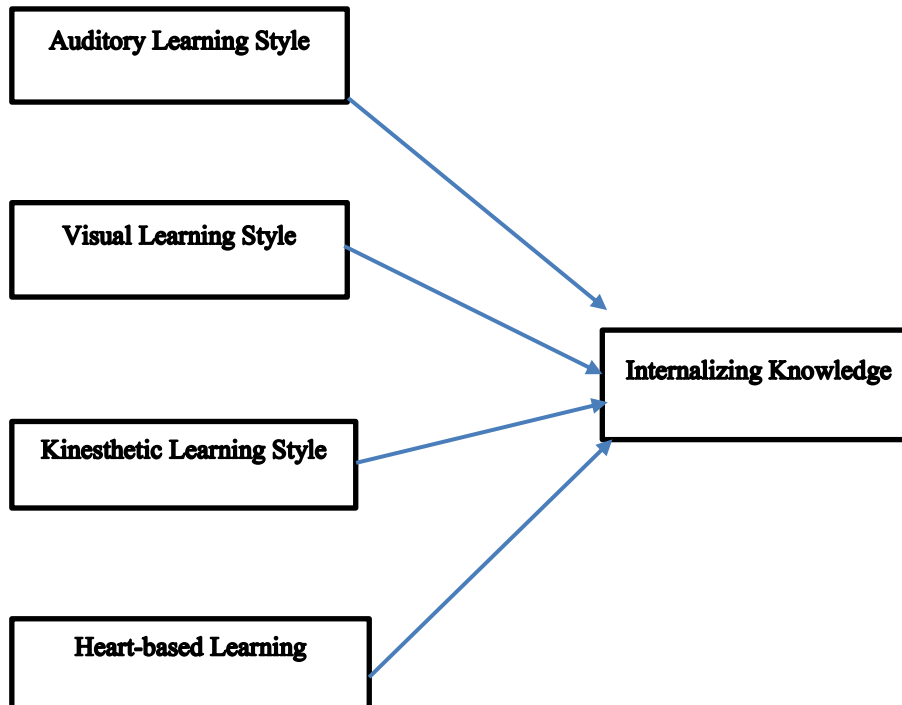 Auditory Learning Style
Visual Learning Style
Internalizing Knowledge
Kinesthetic Learning Style
Heart-based Learning